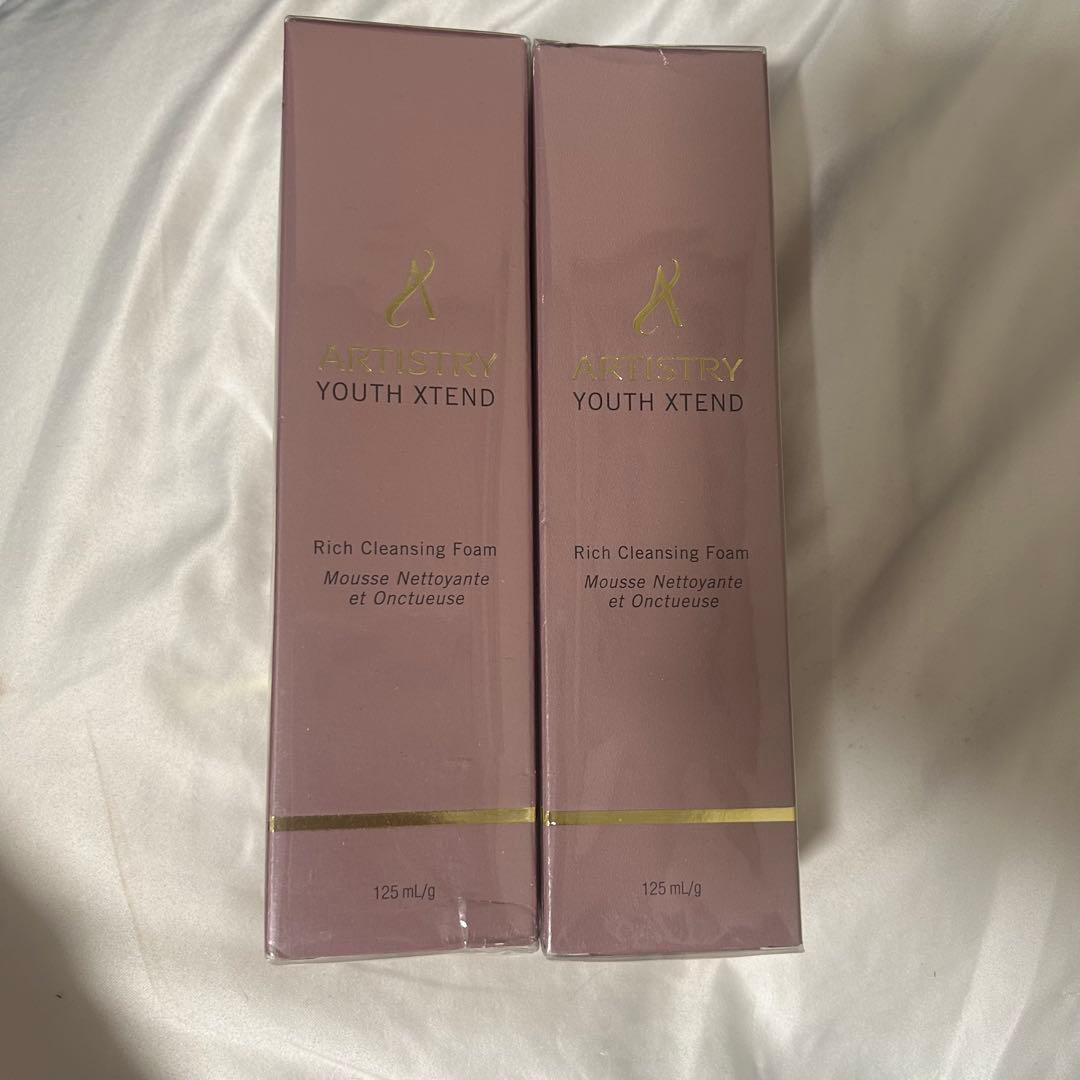 ARTISTRY
YOUTH XTEND
Rich Cleansing Foam
Mousse Nettoyante
et Onctueuse
125 mL/g
ARTISTRY
YOUTH XTEND
Rich Cleansing Foam
Mousse Nettoyante
et Onctueuse
125 mL/g